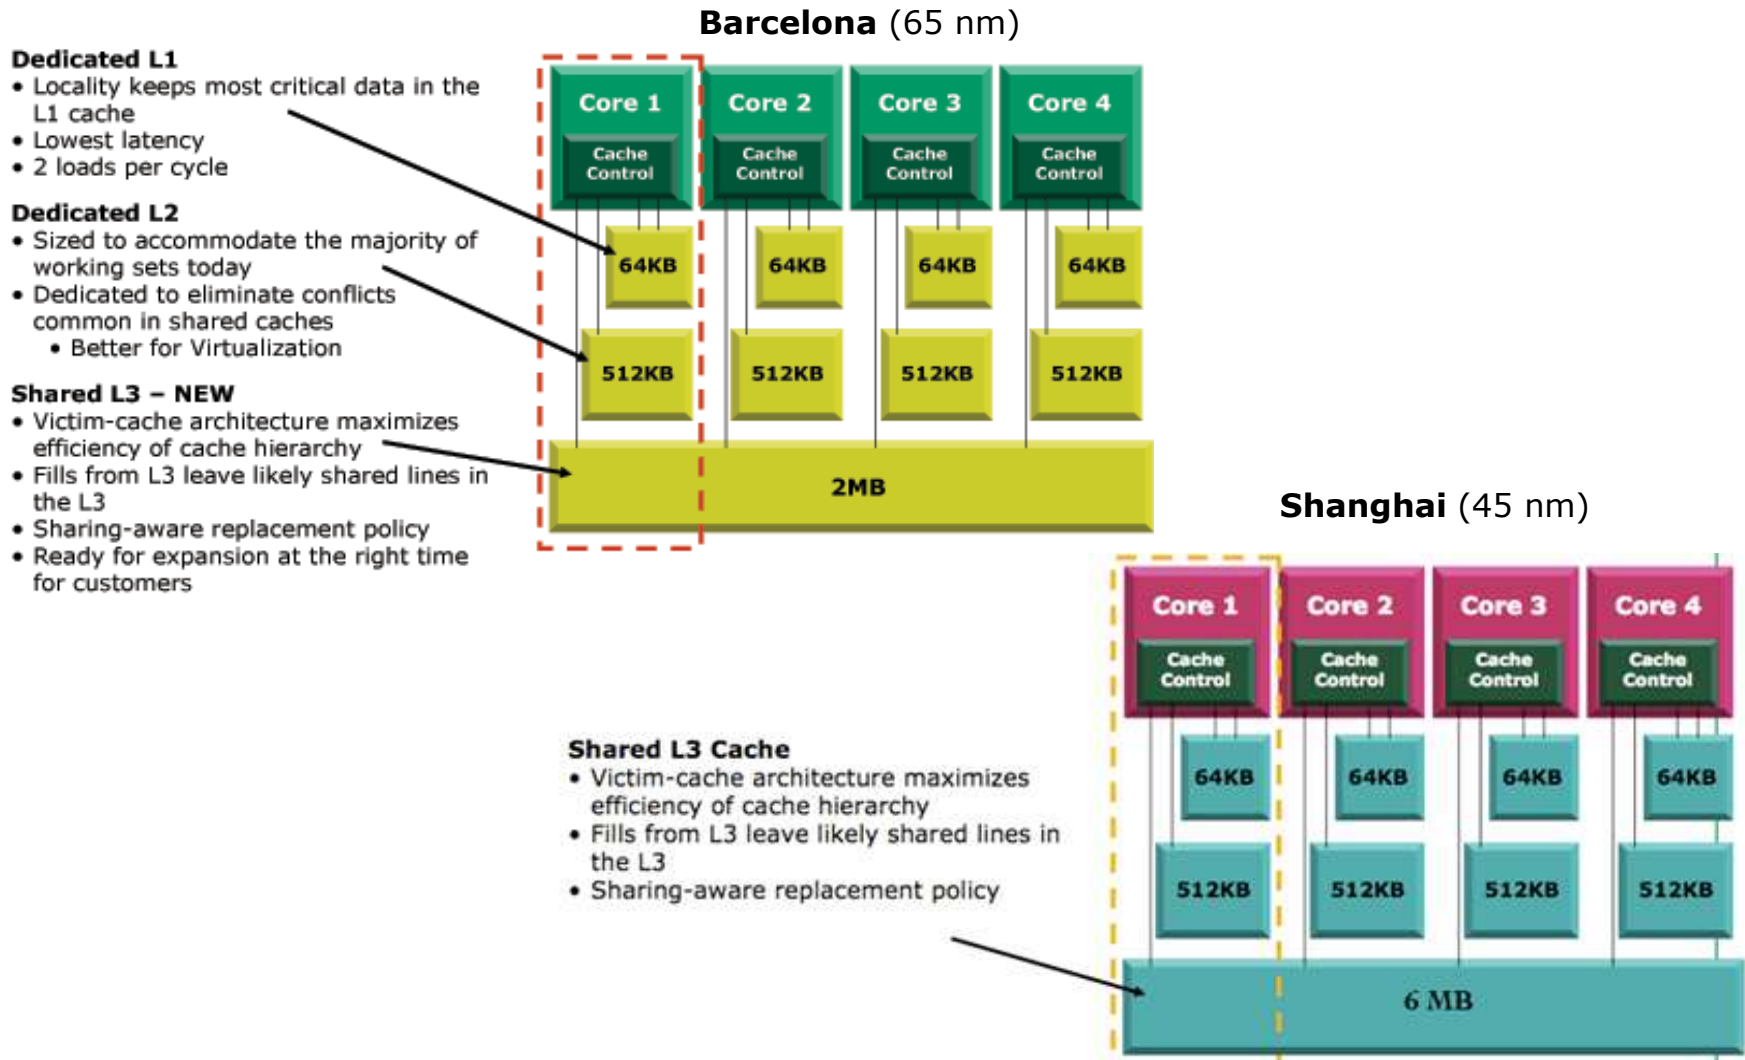 Barcelona (65 nm)
Dedicated L1
• Locality keeps most critical data in the
L1 cache
• Lowest latency
• 2 loads per cycle
Dedicated L2
• Sized to accommodate the majority of
working sets today
• Dedicated to eliminate conflicts
common in shared caches
• Better for Virtualization
Shared L3 – NEW
• Victim-cache architecture maximizes
efficiency of cache hierarchy
• Fills from L3 leave likely shared lines in
the L3
• Sharing-aware replacement policy
• Ready for expansion at the right time
for customers
Core 1 Core 2 Core 3 Core 4
Cache Cache Cache Cache
Control Control Control Control
64KB 64KB 64KB 64KB
512KB 512KB 512KB 512KB
2MB
Shanghai (45 nm)
Core 1 Core 2 Core 3 Core 4
Cache Cache Cache Cache
Control Control Control Control
64KB 64KB 64KB 64KB
512KB 512KB 512KB 512KB
6 MB
Shared L3 Cache
• Victim-cache architecture maximizes
efficiency of cache hierarchy
• Fills from L3 leave likely shared lines in
the L3
• Sharing-aware replacement policy